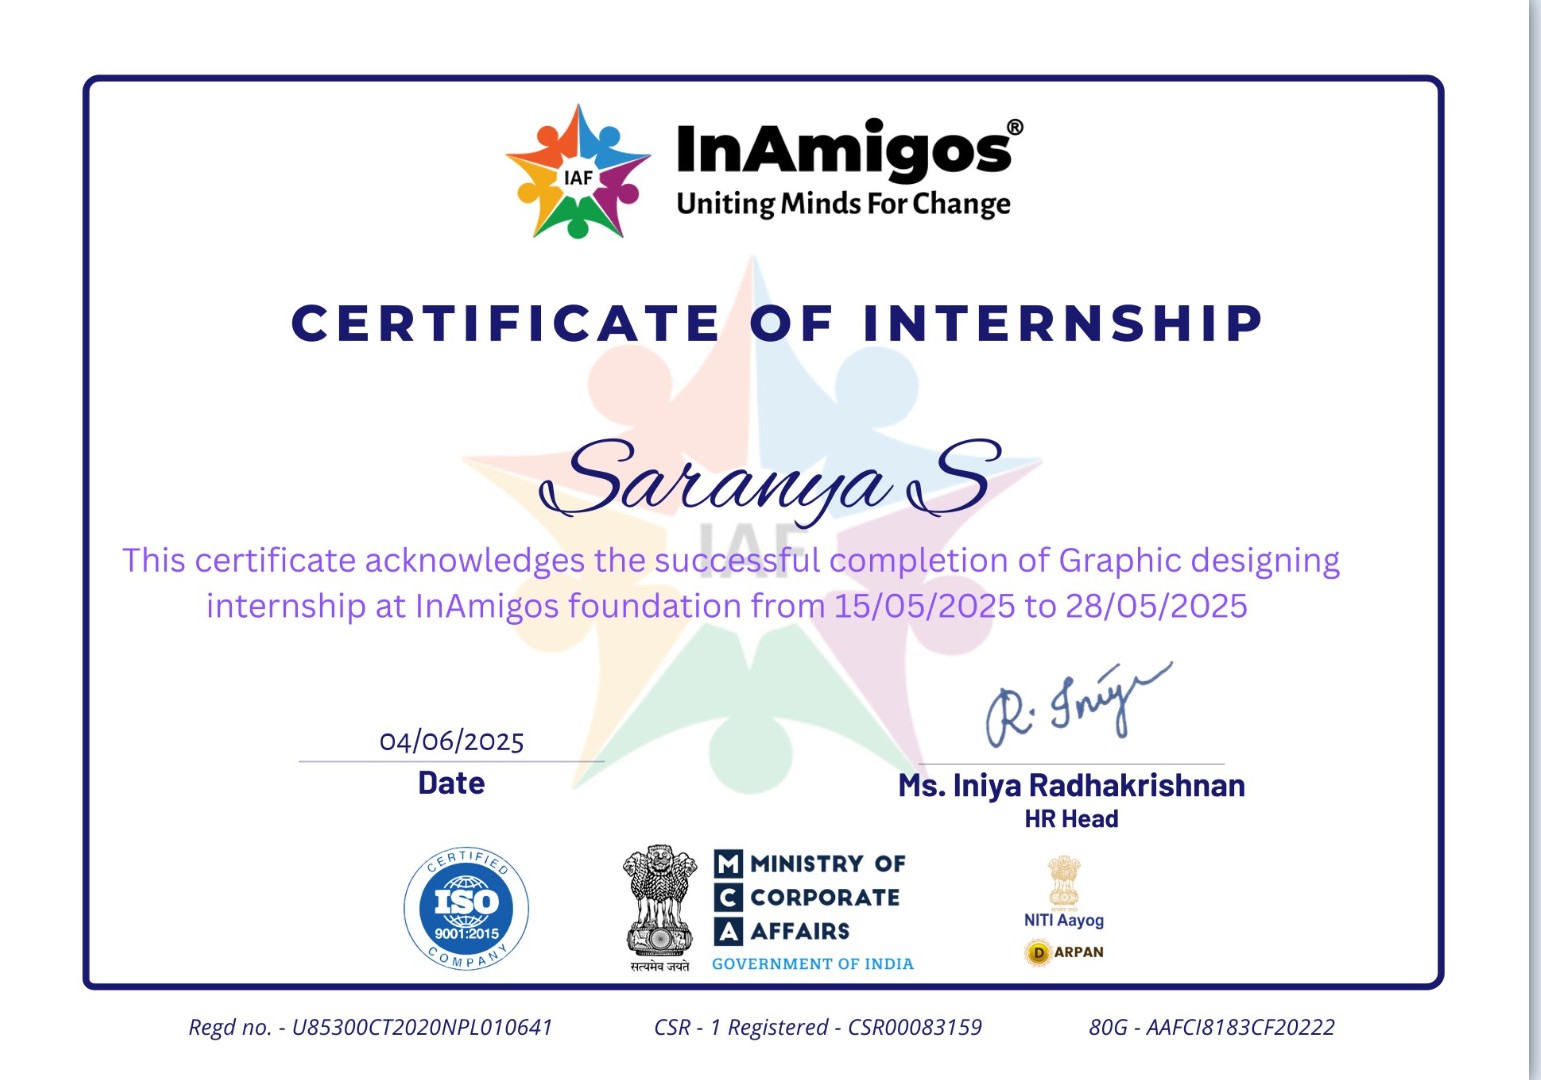 IAF
InAmigos®
Uniting Minds For Change
CERTIFICATE OF INTERNSHIP
Saranya S
IAF
This certificate acknowledges the successful completion of Graphic designing
internship at InAmigos foundation from 15/05/2025 to 28/05/2025
R. Iniya
04/06/2025
Date
Ms. Iniya Radhakrishnan
HR Head
CERTIFIED
ISO
9001:2015
COMPANY
सत्यमेव जयते
M MINISTRY OF
C CORPORATE
A AFFAIRS
GOVERNMENT OF INDIA
NITI Aayog
DARPAN
Regd no. - U85300CT2020NPL010641
CSR - 1 Registered - CSR00083159
80G - AAFCI8183CF20222